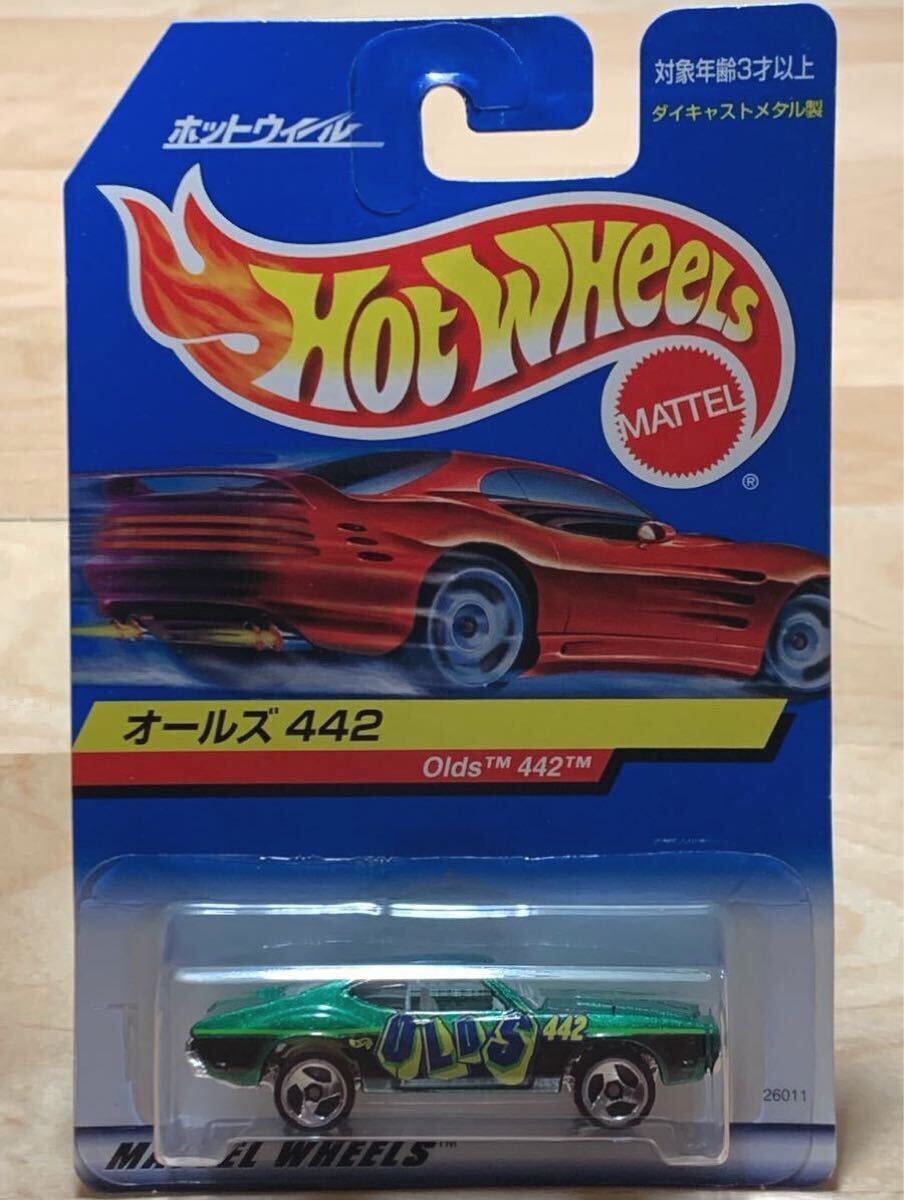 対象年齢3才以上
ダイキャストメタル製
ホットウィール
HOT WHEELS
MATTEL
®
オールズ 442
Olds™ 442™
OLDS 442
26011
WHEELS™